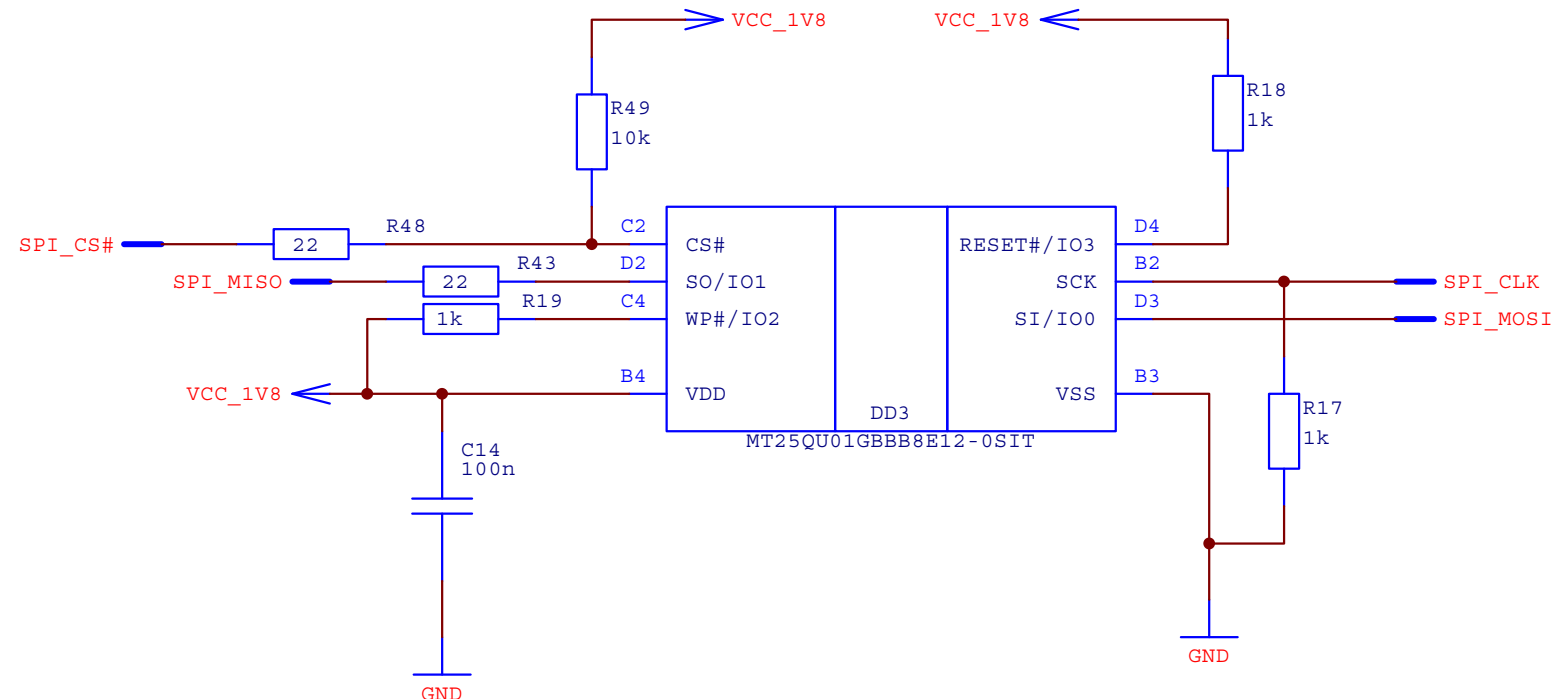 VCC_1V8
VCC_1V8
R49
10k
R18
1k
SPI_CS#
22
R48
C2
CS#
RESET#/IO3
D4
SPI_MISO
22
R43
D2
SO/IO1
SCK
B2
SPI_CLK
1k
R19
C4
WP#/IO2
SI/IO0
D3
SPI_MOSI
VCC_1V8
B4
VDD
VSS
B3
DD3
MT25QU01GBBB8E12-0SIT
R17
1k
C14
100n
GND
GND